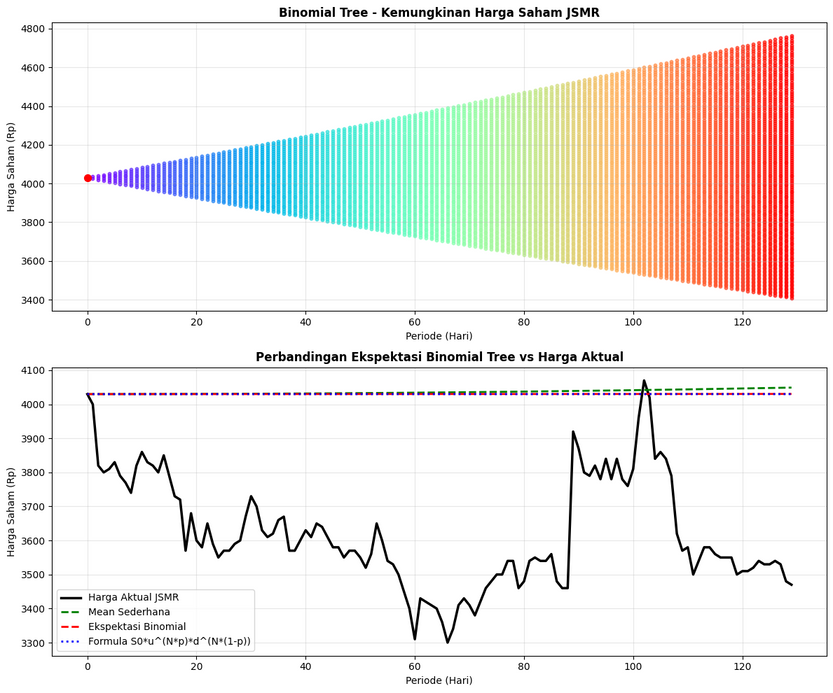 Binomial Tree - Kemungkinan Harga Saham JSMR
Harga Saham (Rp)
4800
4600
4400
4200
4000
3800
3600
3400
0 20 40 60 80 100 120
Periode (Hari)
Perbandingan Ekspektasi Binomial Tree vs Harga Aktual
Harga Saham (Rp)
4100
4000
3900
3800
3700
3600
3500
3400
3300
Harga Aktual JSMR
Mean Sederhana
Ekspektasi Binomial
Formula S0*u^(N*p)*d^(N*(1-p))
0 20 40 60 80 100 120
Periode (Hari)